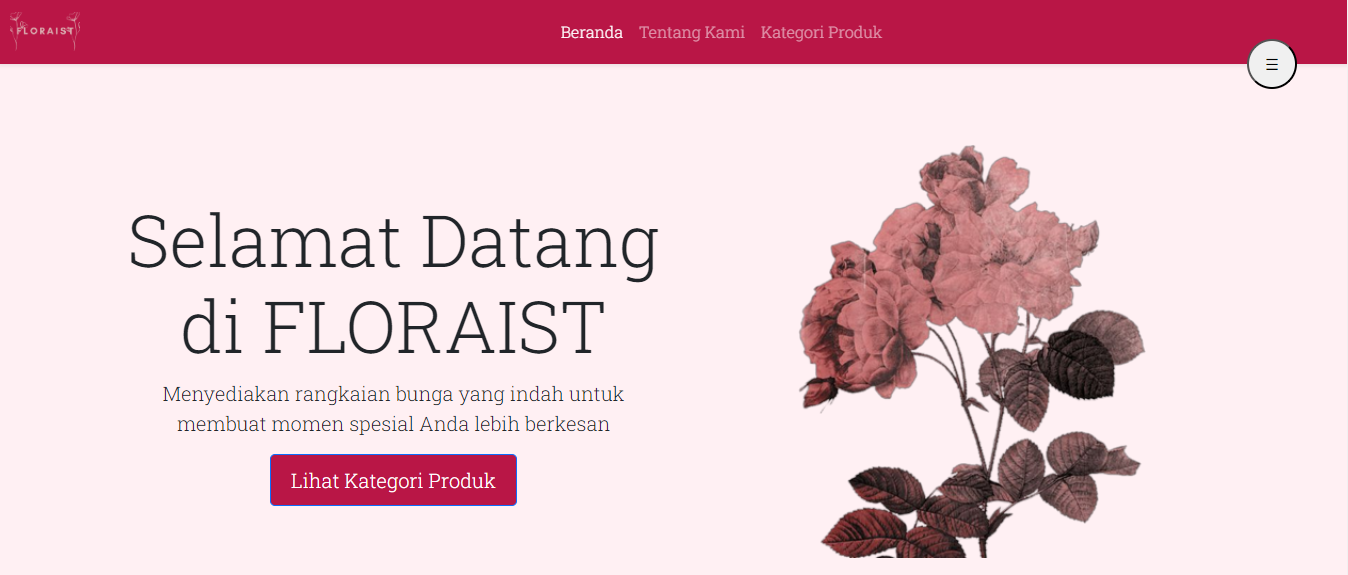 FLORAIST
Beranda Tentang Kami Kategori Produk
Selamat Datang
di FLORAIST
Menyediakan rangkaian bunga yang indah untuk
membuat momen spesial Anda lebih berkesan
Lihat Kategori Produk